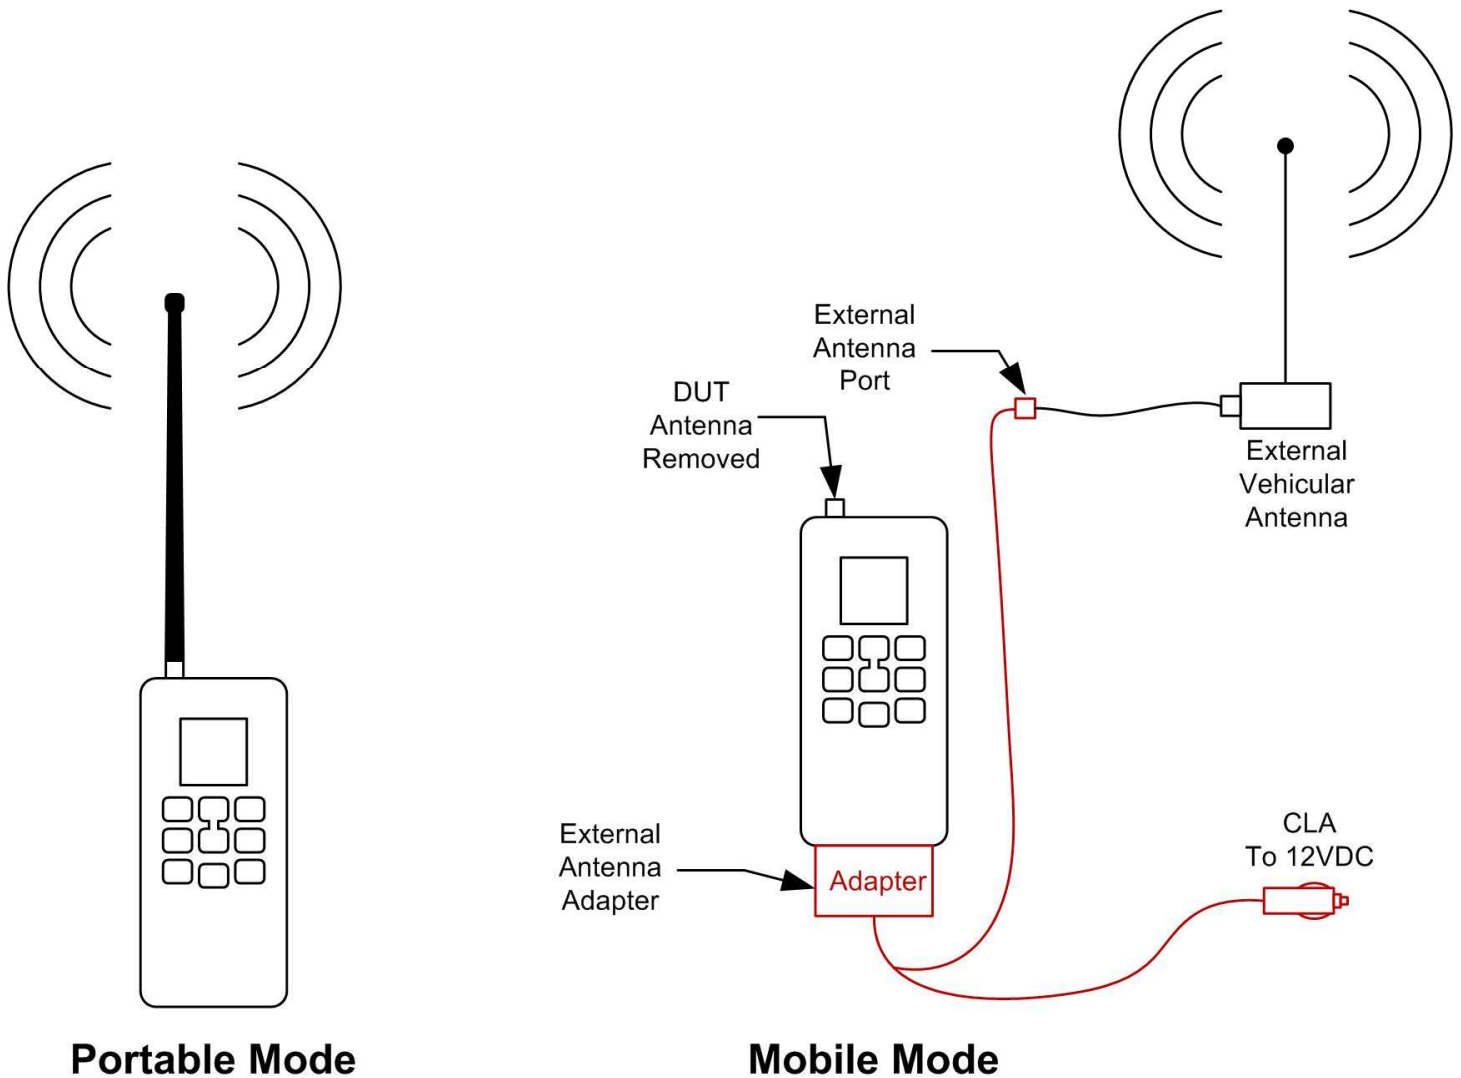 External
Antenna
Port
DUT
Antenna
Removed
External
Vehicular
Antenna
External
Antenna
Adapter
Adapter
CLA
To 12VDC
Portable Mode
Mobile Mode